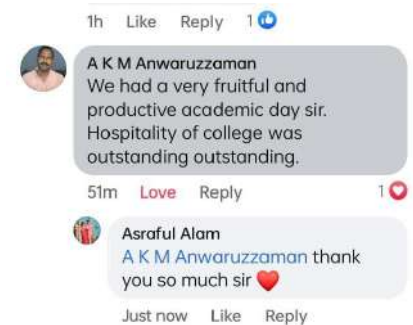 1h Like Reply 1
A K M Anwaruzzaman
We had a very fruitful and
productive academic day sir.
Hospitality of college was
outstanding outstanding.
51m Love Reply 1
Asraful Alam
A K M Anwaruzzaman thank
you so much sir ❤️
Just now Like Reply